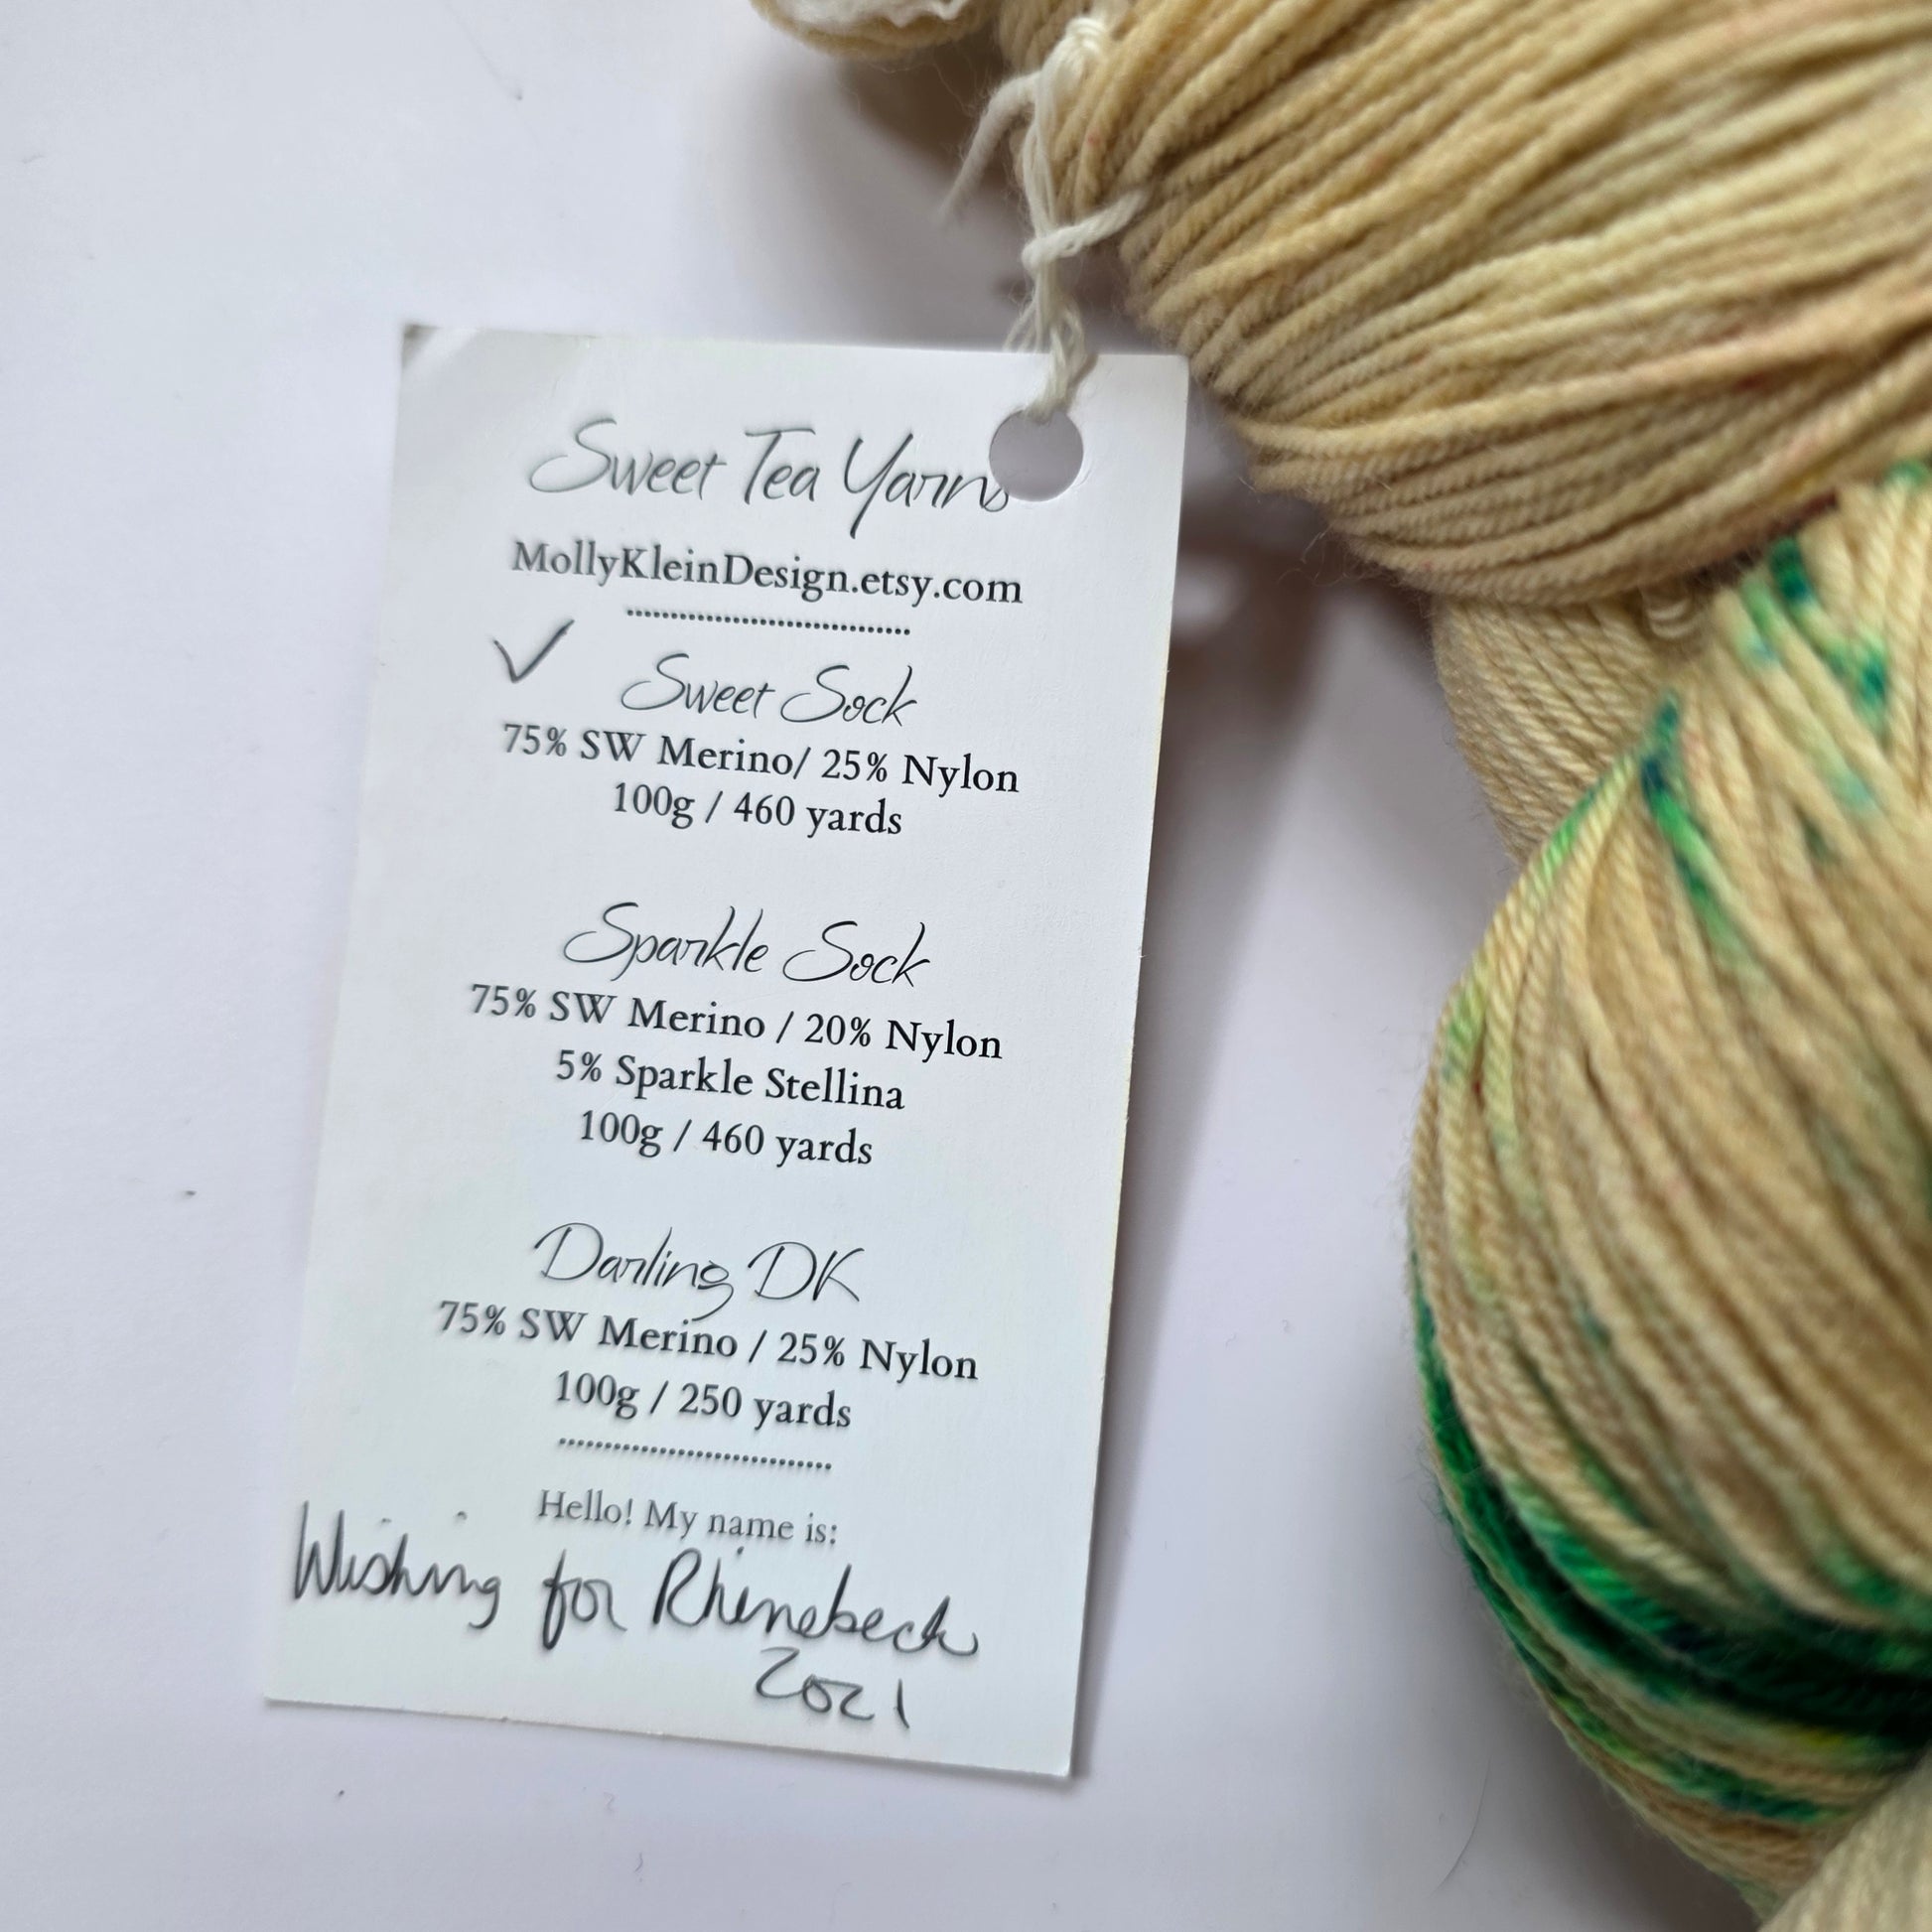 Sweet Tea Yarns
MollyKleinDesign.etsy.com
✓ Sweet Sock
75% SW Merino/ 25% Nylon
100g / 460 yards
Sparkle Sock
75% SW Merino / 20% Nylon
5% Sparkle Stellina
100g / 460 yards
Darling DK
75% SW Merino / 25% Nylon
100g / 250 yards
Hello! My name is:
Wishing for Rhinebeck
2021